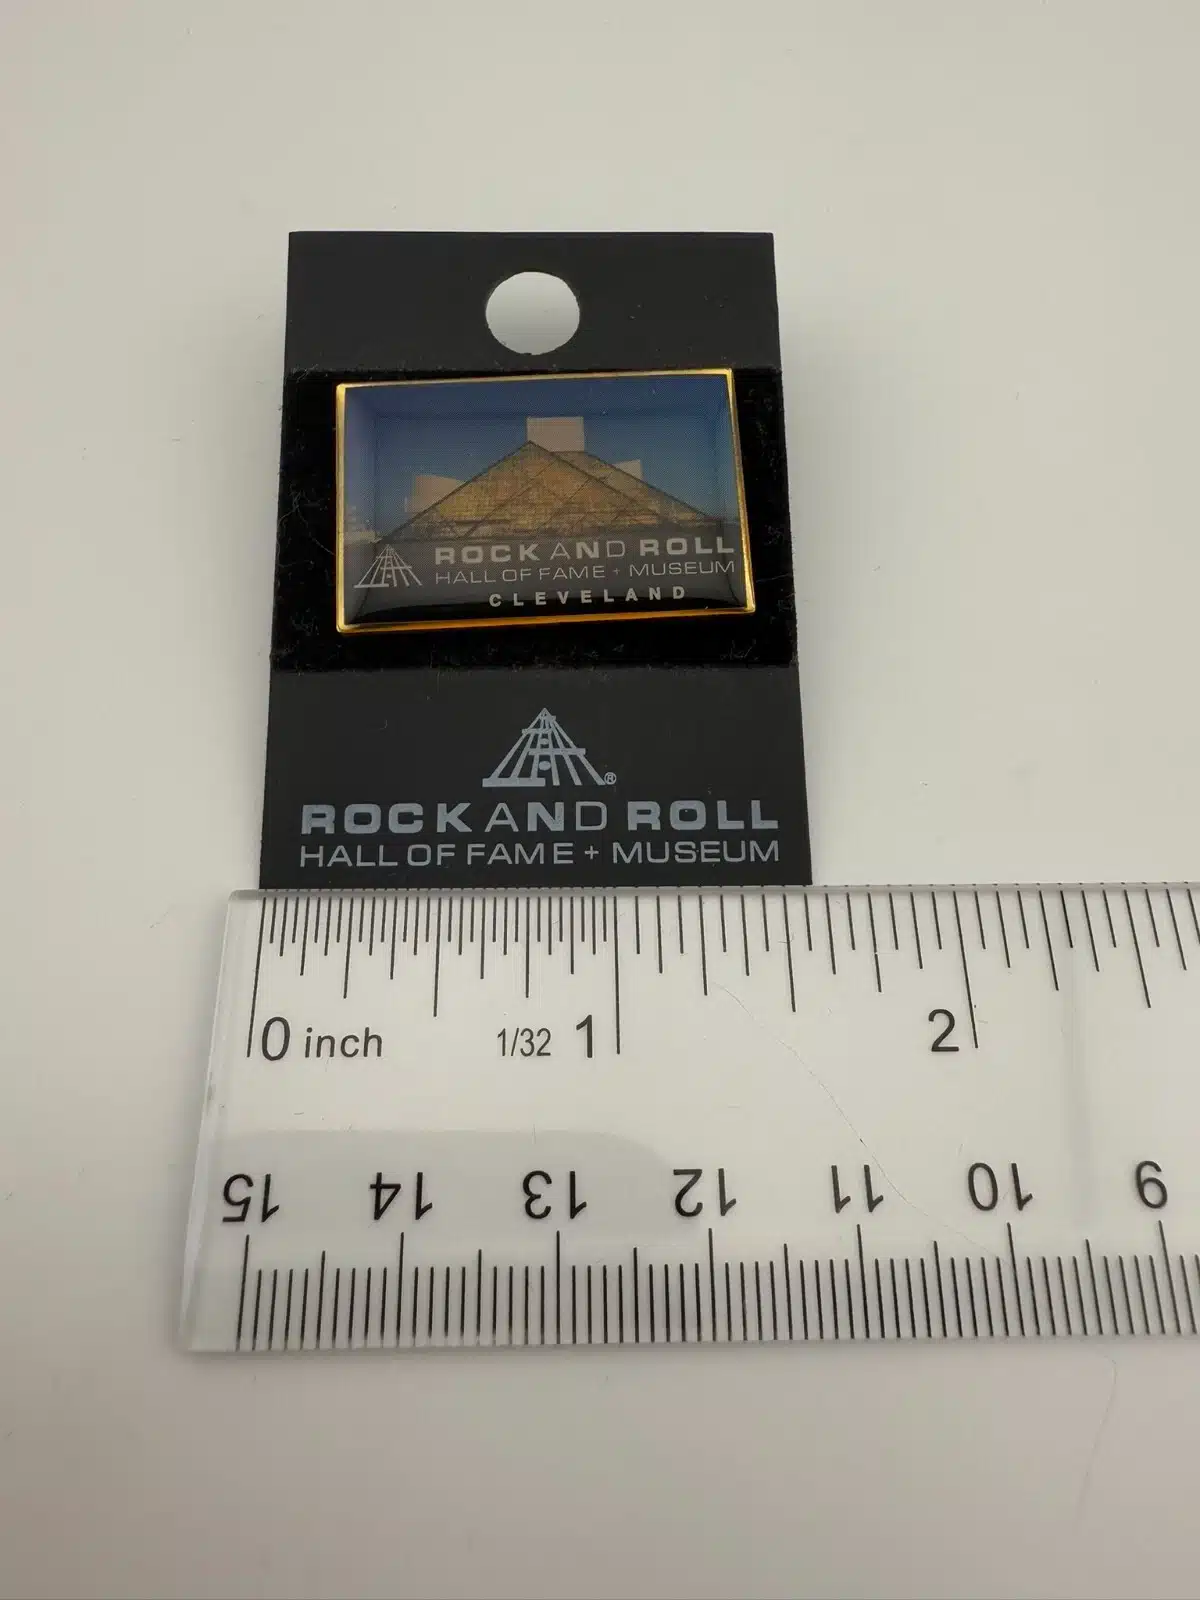 ROCK AND ROLL
HALL OF FAME + MUSEUM
CLEVELAND
®
ROCK AND ROLL
HALL OF FAME + MUSEUM
0 inch 1/32 1 2
15 14 13 12 11 10 9